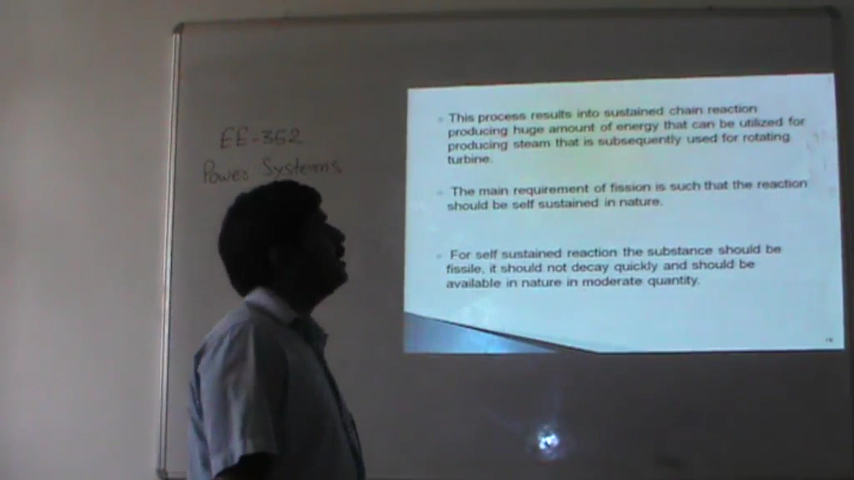 EE-352
Power Systems
This process results into sustained chain reaction
producing huge amount of energy that can be utilized for
producing steam that is subsequently used for rotating
turbine.
The main requirement of fission is such that the reaction
should be self sustained in nature.
For self sustained reaction the substance should be
fissile, it should not decay quickly and should be
available in nature in moderate quantity.